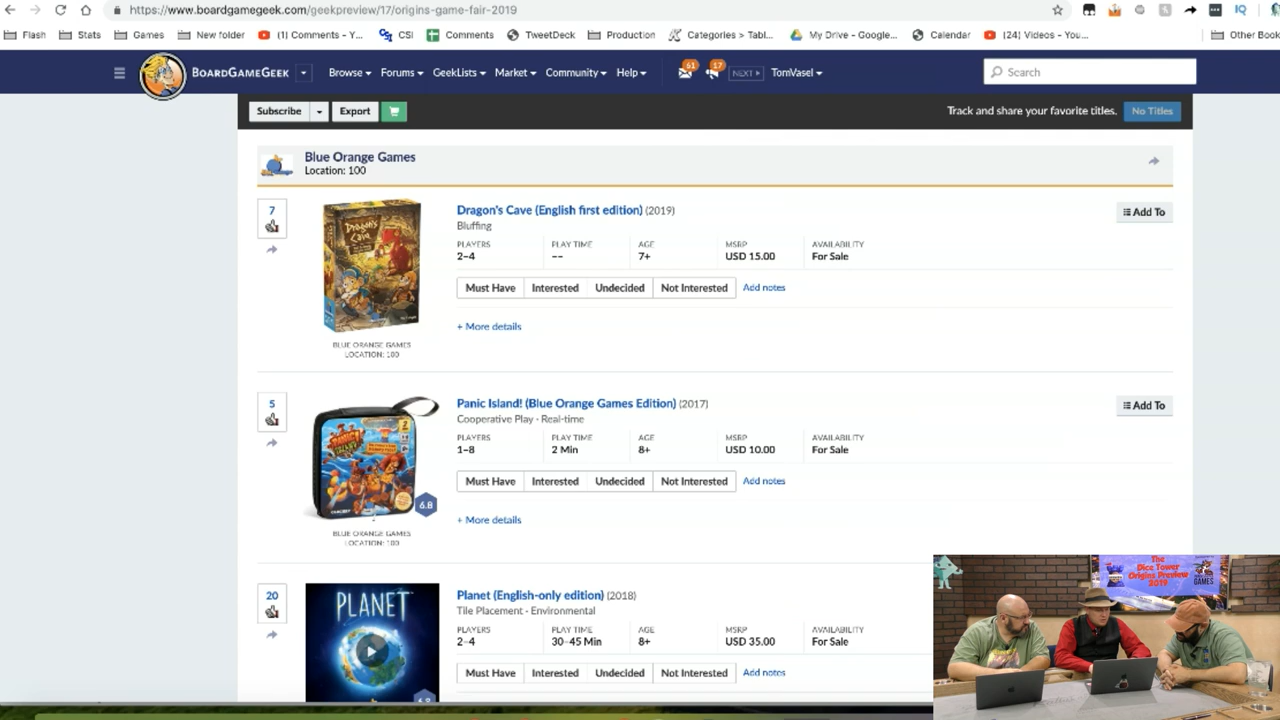 https://www.boardgamegeek.com/geekpreview/17/origins-game-fair-2019
Flash Stats Games New folder (1) Comments - Y... CSI Comments TweetDeck Production Categories > Tabl... My Drive - Google... Calendar (24) Videos - You... Other Book
BOARDGAMEGEEK Browse Forums GeekLists Market Community Help 61 17 NEXT TomVasel Search
Subscribe Export Track and share your favorite titles. No Titles
Blue Orange Games
Location: 100
7
Dragon's Cave
Dragon's Cave (English first edition) (2019)
Add To
Bluffing
PLAYERS PLAY TIME AGE MSRP AVAILABILITY
2–4 -- 7+ USD 15.00 For Sale
Must Have Interested Undecided Not Interested Add notes
+ More details
BLUE ORANGE GAMES
LOCATION: 100
5
PANIC ISLAND!
6.8
Panic Island! (Blue Orange Games Edition) (2017)
Add To
Cooperative Play · Real-time
PLAYERS PLAY TIME AGE MSRP AVAILABILITY
1–8 2 Min 8+ USD 10.00 For Sale
Must Have Interested Undecided Not Interested Add notes
+ More details
BLUE ORANGE GAMES
LOCATION: 100
20
PLANET
Planet (English-only edition) (2018)
Tile Placement · Environmental
PLAYERS PLAY TIME AGE MSRP AVAILABILITY
2–4 30–45 Min 8+ USD 35.00 For Sale
Must Have Interested Undecided Not Interested Add notes
The
Dice Tower
Origins Preview
2019
GAMES